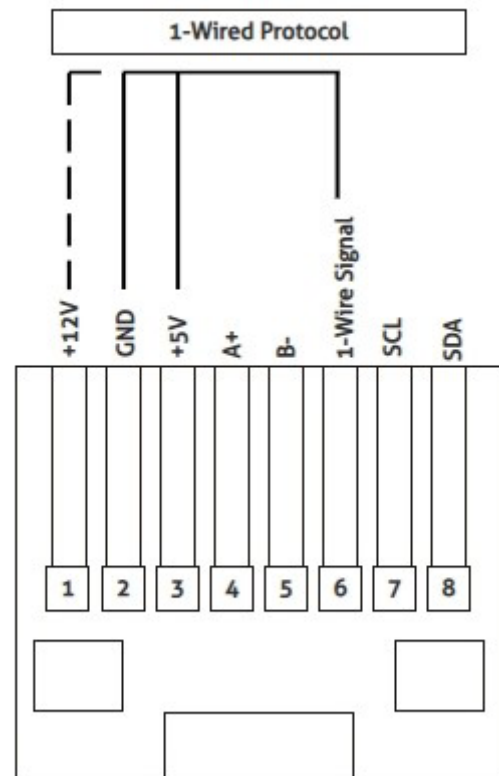 1-Wired Protocol
+12V
GND
+5V
A+
B-
1-Wire Signal
SCL
SDA
1
2
3
4
5
6
7
8